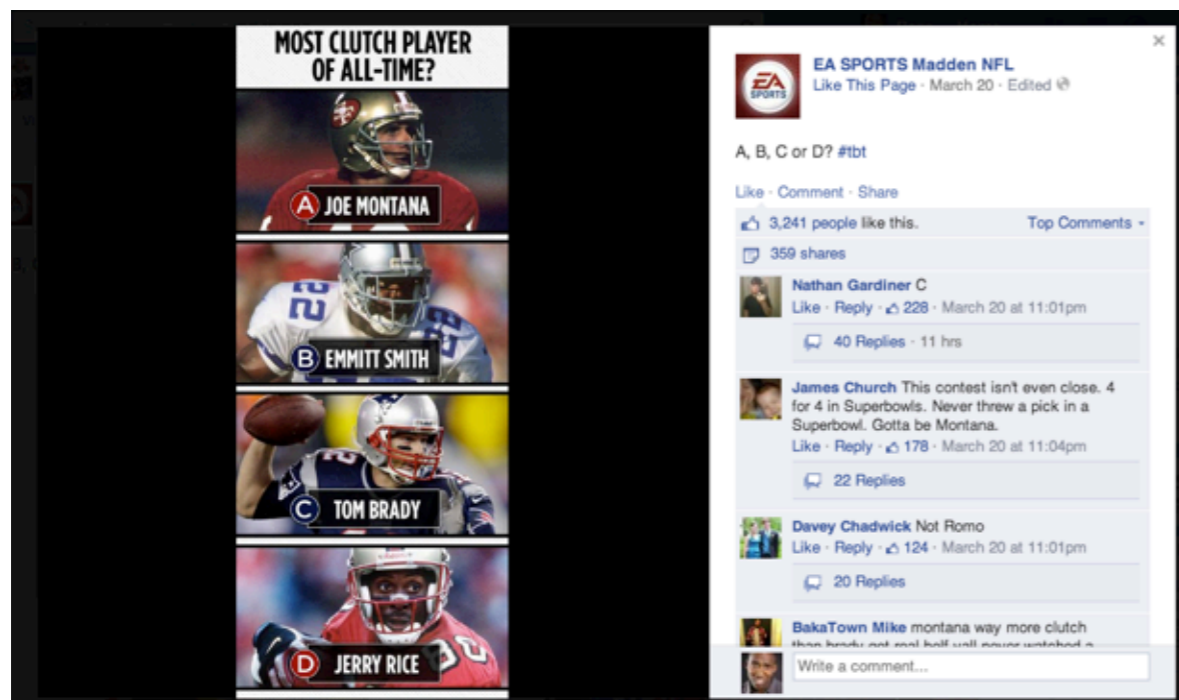 MOST CLUTCH PLAYER
OF ALL-TIME?
A JOE MONTANA
22
22
B EMMITT SMITH
22
C TOM BRADY
D JERRY RICE
×
EA SPORTS Madden NFL
EA
SPORTS
Like This Page · March 20 · Edited
A, B, C or D? #tbt
Like · Comment · Share
3,241 people like this.
Top Comments
359 shares
Nathan Gardiner C
Like · Reply · 228 · March 20 at 11:01pm
40 Replies · 11 hrs
James Church This contest isn't even close. 4
for 4 in Superbowls. Never threw a pick in a
Superbowl. Gotta be Montana.
Like · Reply · 178 · March 20 at 11:04pm
22 Replies
Davey Chadwick Not Romo
Like · Reply · 124 · March 20 at 11:01pm
20 Replies
BakaTown Mike montana way more clutch
Write a comment...